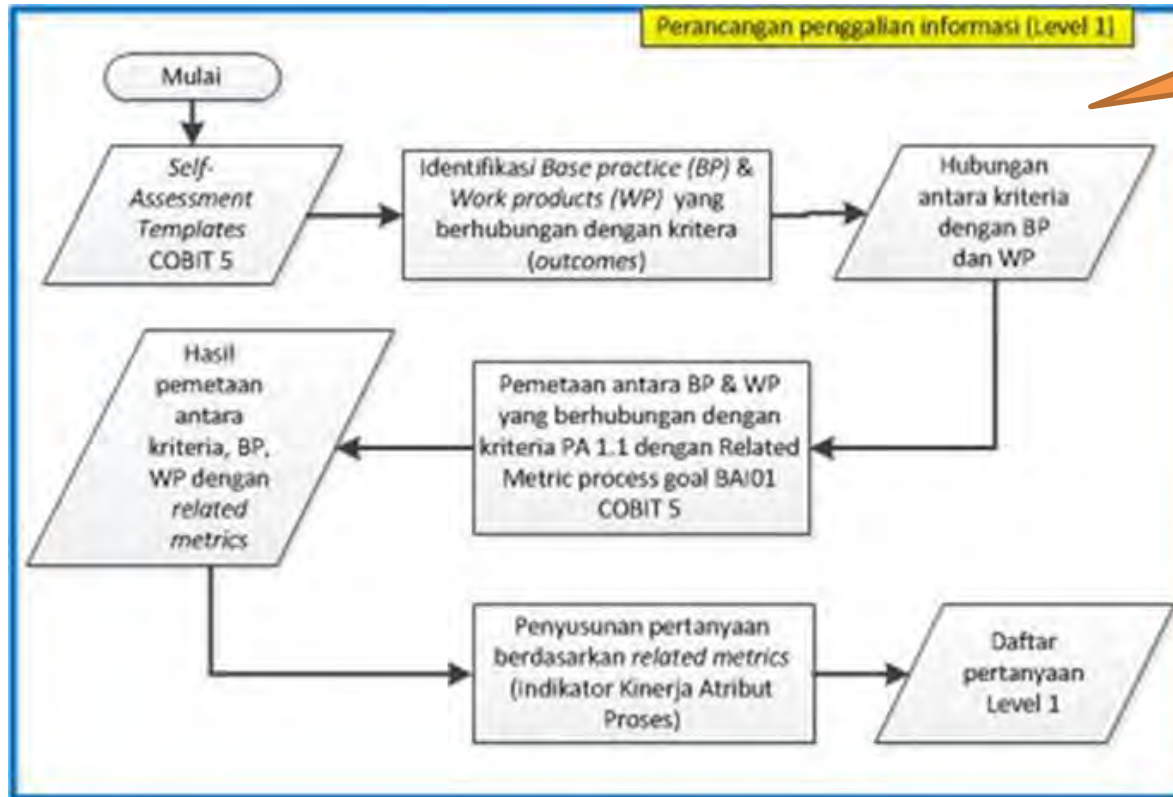 Perancangan penggalian informasi (Level 1)
Mulai
Self-
Assessment
Templates
COBIT 5
Identifikasi Base practice (BP) &
Work products (WP) yang
berhubungan dengan kritera
(outcomes)
Hubungan
antara kriteria
dengan BP
dan WP
Hasil
pemetaan
antara
kriteria, BP,
WP dengan
related
metrics
Pemetaan antara BP & WP
yang berhubungan dengan
kriteria PA 1.1 dengan Related
Metric process goal BAI01
COBIT 5
Penyusunan pertanyaan
berdasarkan related metrics
(Indikator Kinerja Atribut
Proses)
Daftar
pertanyaan
Level 1